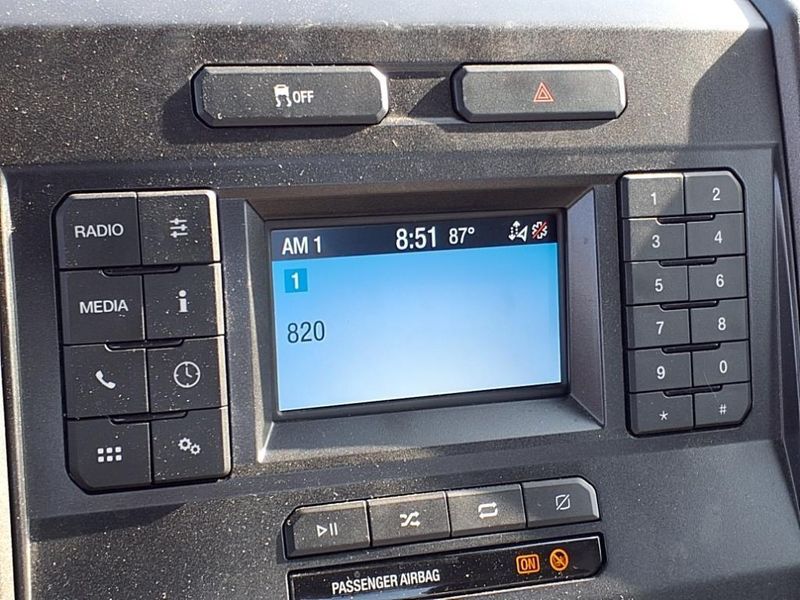 OFF
RADIO
MEDIA
AM 1 8:51 87°
1
820
1 2
3 4
5 6
7 8
9 0
* #
PASSENGER AIRBAG ON